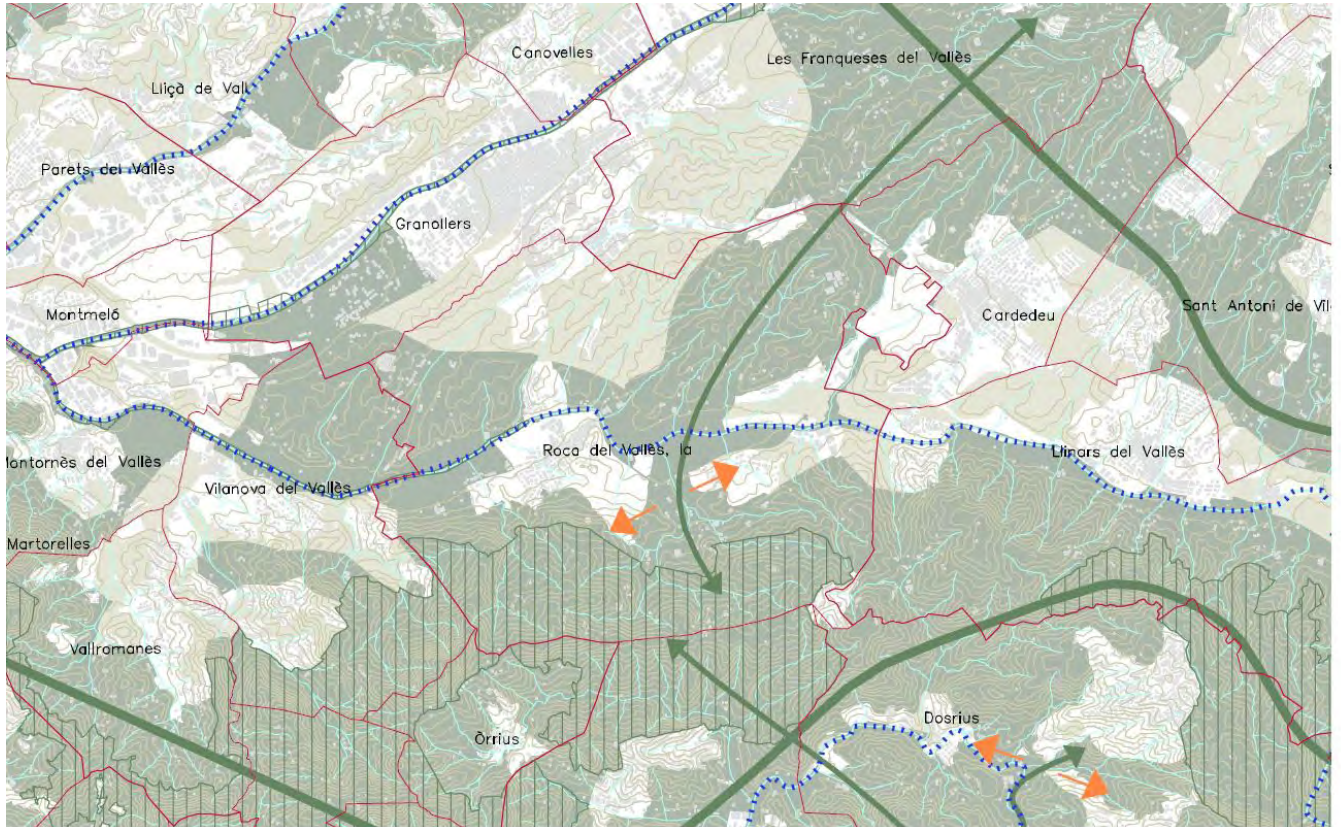 Canovelles
Les Franqueses del Vallès
Lliçà de Vall
Parets del Vallès
Granollers
Montmeló
Cardedeu
Sant Antoni de Vil
Roca del Vallès, la
Llinars del Vallès
Montornès del Vallès
Vilanova del Vallès
Martorelles
Vallromanes
Dosrius
Òrrius